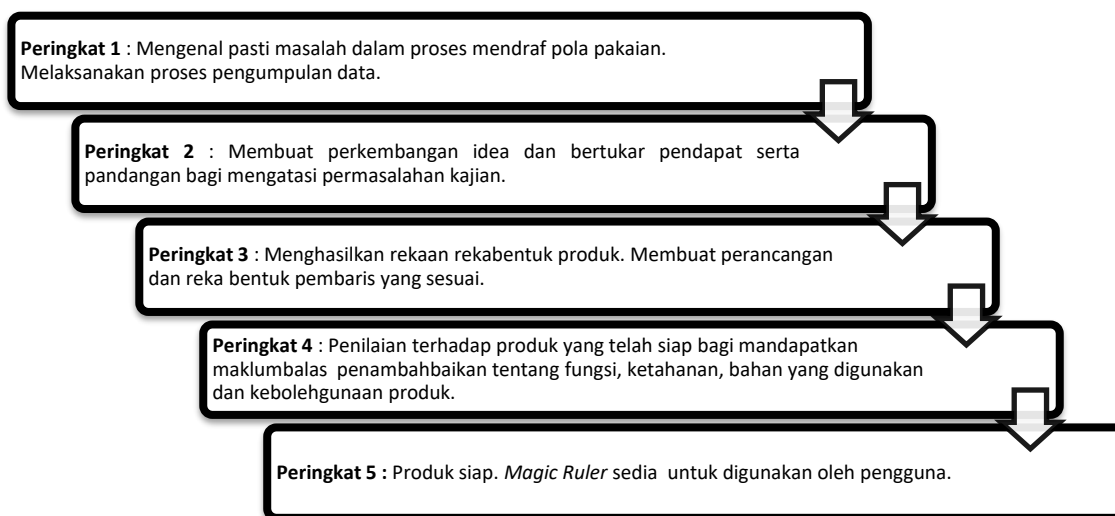 Peringkat 1 : Mengenal pasti masalah dalam proses mendraf pola pakaian.
Melaksanakan proses pengumpulan data.
Peringkat 2 : Membuat perkembangan idea dan bertukar pendapat serta
pandangan bagi mengatasi permasalahan kajian.
Peringkat 3 : Menghasilkan rekaan rekabentuk produk. Membuat perancangan
dan reka bentuk pembaris yang sesuai.
Peringkat 4 : Penilaian terhadap produk yang telah siap bagi mandapatkan
maklumbalas penambahbaikan tentang fungsi, ketahanan, bahan yang digunakan
dan kebolehgunaan produk.
Peringkat 5 : Produk siap. Magic Ruler sedia untuk digunakan oleh pengguna.